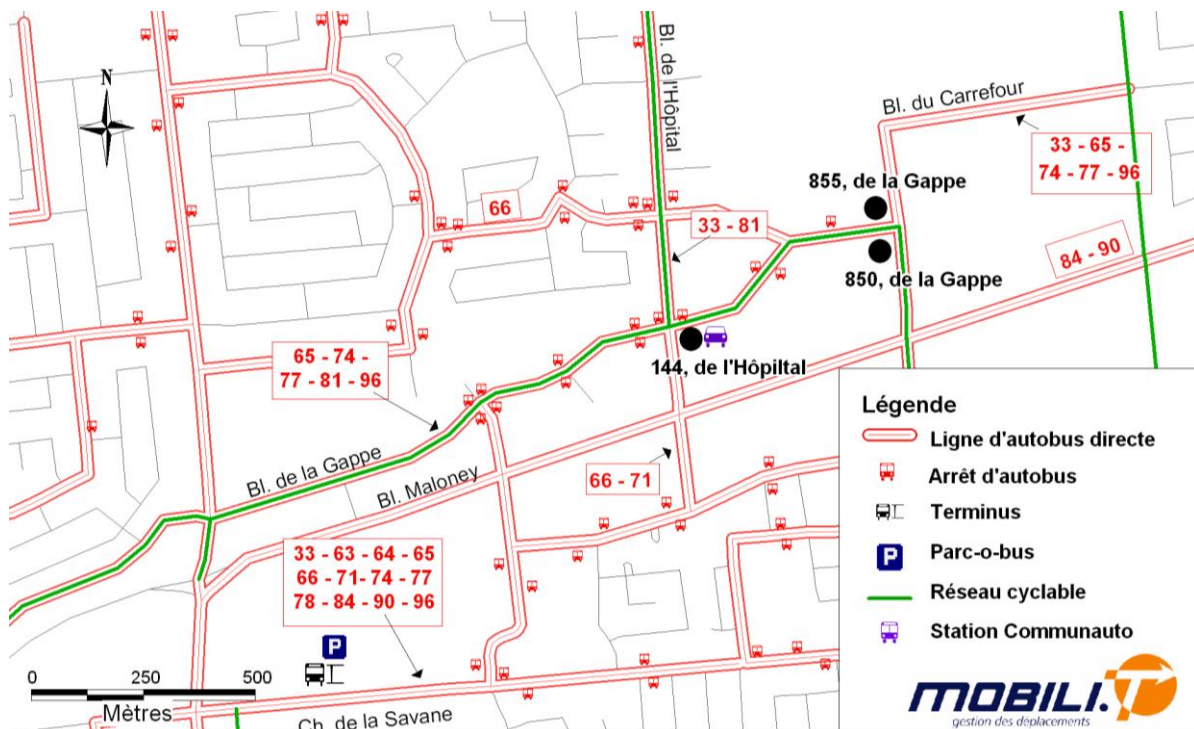 N
Bl. de l'Hôpital
Bl. du Carrefour
33 - 65 -
74 - 77 - 96
855, de la Gappe
66
33 - 81
84 - 90
850, de la Gappe
144, de l'Hôpiltal
65 - 74 -
77 - 81 - 96
Bl. de la Gappe
Bl. Maloney
66 - 71
33 - 63 - 64 - 65
66 - 71- 74 - 77
78 - 84 - 90 - 96
P
0 250 500
Mètres
Ch. de la Savane
Légende
Ligne d'autobus directe
Arrêt d'autobus
Terminus
P Parc-o-bus
Réseau cyclable
Station Communauto
MOBILI.T
gestion des déplacements